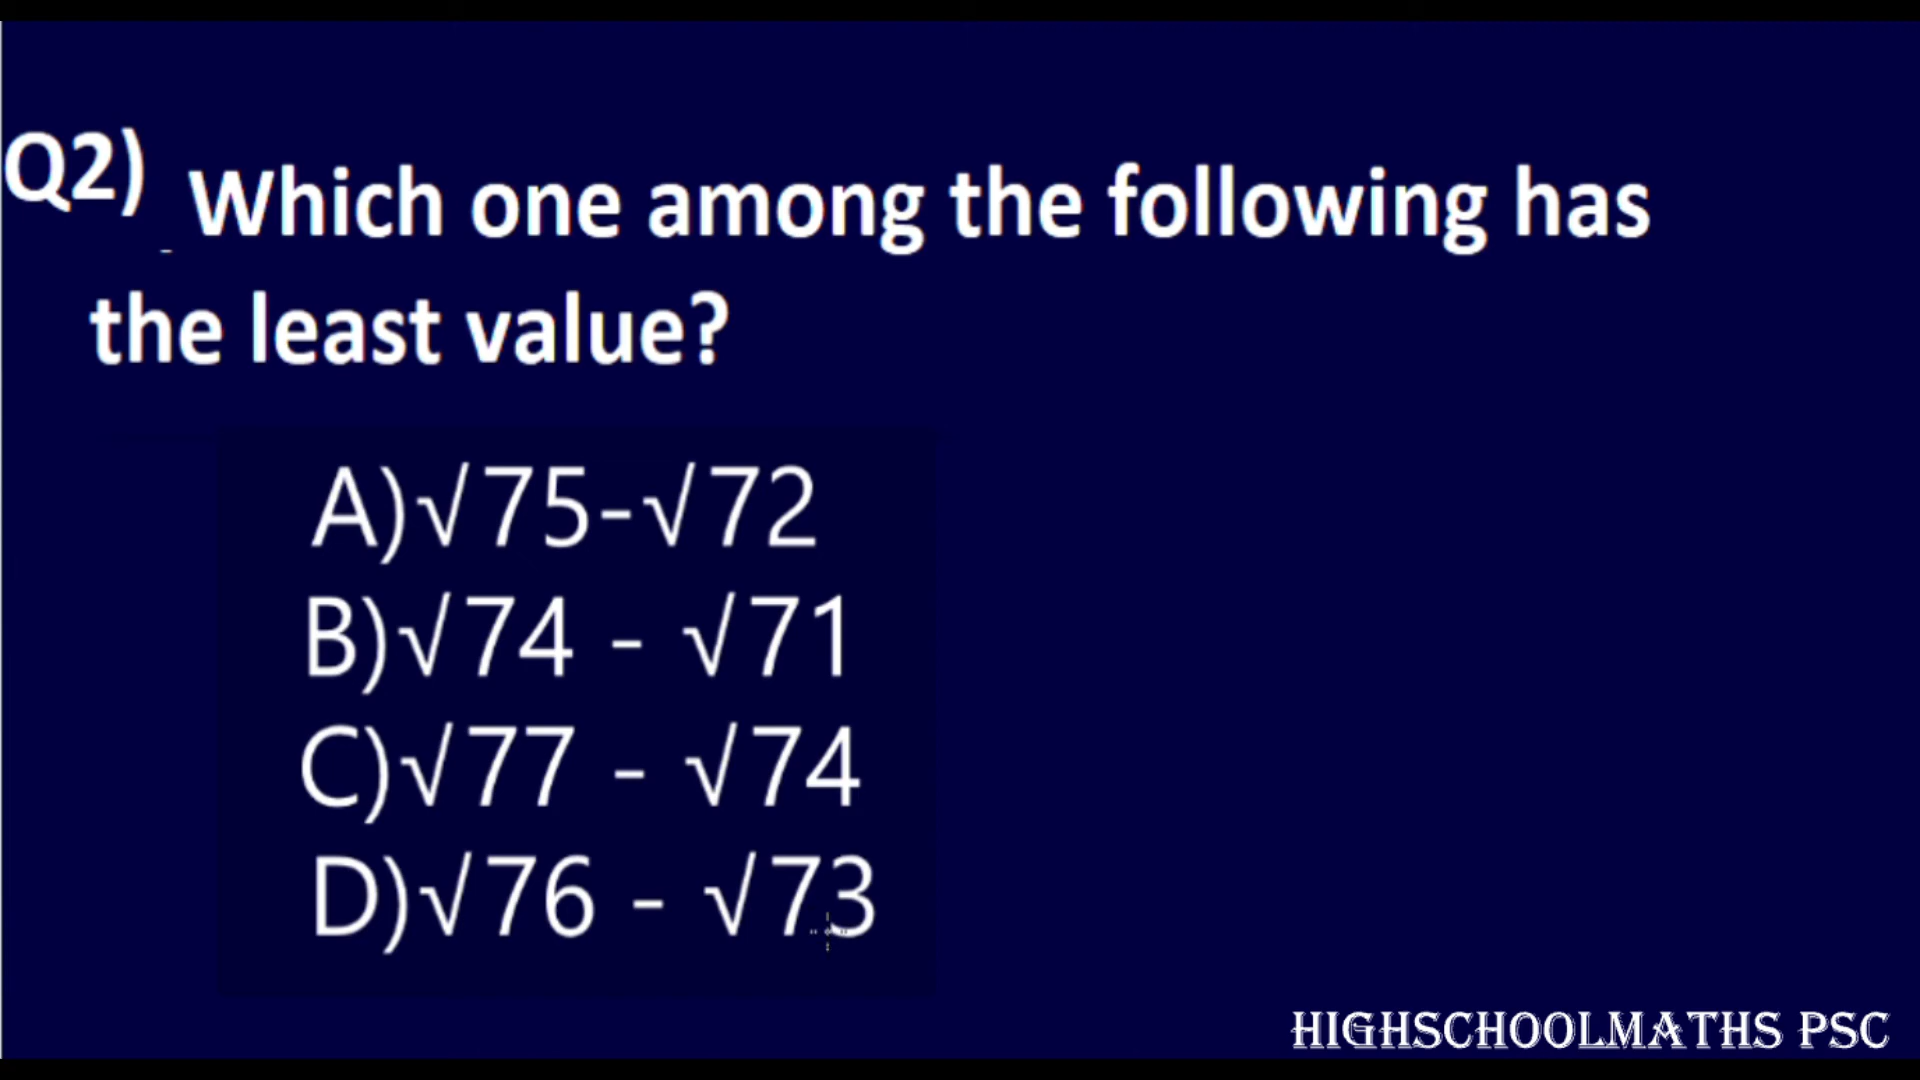 Q2) Which one among the following has
the least value?
A)√75-√72
B)√74 - √71
C)√77 - √74
D)√76 - √73
HIGHSCHOOLMATHS PSC